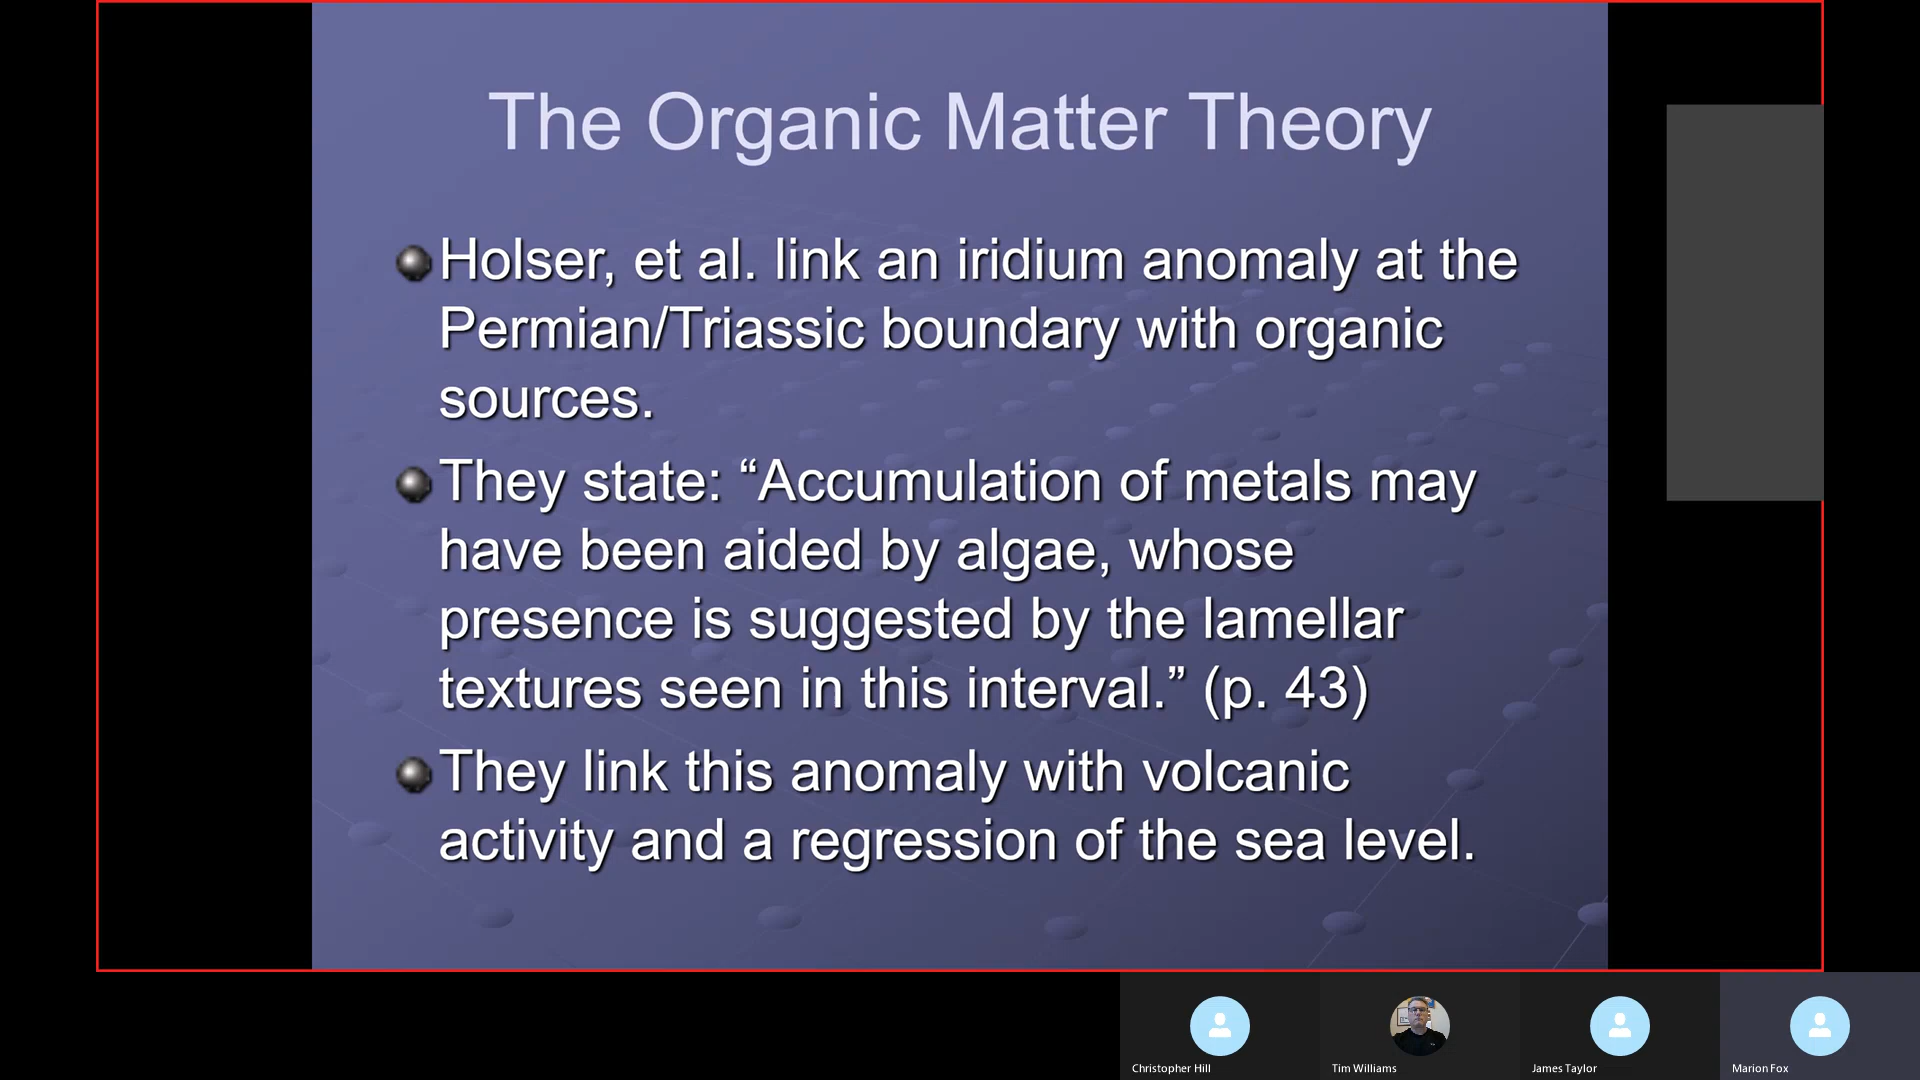 The Organic Matter Theory
Holser, et al. link an iridium anomaly at the
Permian/Triassic boundary with organic
sources.
They state: “Accumulation of metals may
have been aided by algae, whose
presence is suggested by the lamellar
textures seen in this interval.” (p. 43)
They link this anomaly with volcanic
activity and a regression of the sea level.
Christopher Hill
Tim Williams
James Taylor
Marion Fox